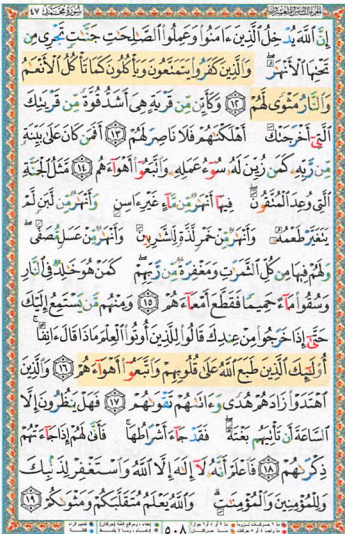 الجزء السادس والعشرون سورة محمد ٤٧
إِنَّ ٱللَّهَ يُدْخِلُ ٱلَّذِينَ ءَامَنُوا۟ وَعَمِلُوا۟ ٱلصَّٰلِحَٰتِ جَنَّٰتٍ تَجْرِى مِن
تَحْتِهَا ٱلْأَنْهَٰرُ ۖ وَٱلَّذِينَ كَفَرُوا۟ يَتَمَتَّعُونَ وَيَأْكُلُونَ كَمَا تَأْكُلُ ٱلْأَنْعَٰمُ
وَٱلنَّارُ مَثْوًى لَّهُمْ ١٢ وَكَأَيِّن مِّن قَرْيَةٍ هِىَ أَشَدُّ قُوَّةً مِّن قَرْيَتِكَ
ٱلَّتِىٓ أَخْرَجَتْكَ أَهْلَكْنَٰهُمْ فَلَا نَاصِرَ لَهُمْ ١٣ أَفَمَن كَانَ عَلَىٰ بَيِّنَةٍ
مِّن رَّبِّهِۦ كَمَن زُيِّنَ لَهُۥ سُوٓءُ عَمَلِهِۦ وَٱتَّبَعُوٓا۟ أَهْوَآءَهُم ١٤ مَّثَلُ ٱلْجَنَّةِ
ٱلَّتِى وُعِدَ ٱلْمُتَّقُونَ ۖ فِيهَآ أَنْهَٰرٌ مِّن مَّآءٍ غَيْرِ ءَاسِنٍ وَأَنْهَٰرٌ مِّن لَّبَنٍ لَّمْ
يَتَغَيَّرْ طَعْمُهُۥ وَأَنْهَٰرٌ مِّنْ خَمْرٍ لَّذَّةٍ لِّلشَّٰرِبِينَ وَأَنْهَٰرٌ مِّنْ عَسَلٍ مُّصَفًّى ۖ
وَلَهُمْ فِيهَا مِن كُلِّ ٱلثَّمَرَٰتِ وَمَغْفِرَةٌ مِّن رَّبِّهِمْ ۖ كَمَنْ هُوَ خَٰلِدٌ فِى ٱلنَّارِ
وَسُقُوا۟ مَآءً حَمِيمًا فَقَطَّعَ أَمْعَآءَهُمْ ١٥ وَمِنْهُم مَّن يَسْتَمِعُ إِلَيْكَ
حَتَّىٰٓ إِذَا خَرَجُوا۟ مِنْ عِندِكَ قَالُوا۟ لِلَّذِينَ أُوتُوا۟ ٱلْعِلْمَ مَاذَا قَالَ ءَانِفًا ۚ
أُو۟لَٰٓئِكَ ٱلَّذِينَ طَبَعَ ٱللَّهُ عَلَىٰ قُلُوبِهِمْ وَٱتَّبَعُوٓا۟ أَهْوَآءَهُمْ ١٦ وَٱلَّذِينَ
ٱهْتَدَوْا۟ زَادَهُمْ هُدًى وَءَاتَىٰهُمْ تَقْوَىٰهُمْ ١٧ فَهَلْ يَنظُرُونَ إِلَّا
ٱلسَّاعَةَ أَن تَأْتِيَهُم بَغْتَةً ۖ فَقَدْ جَآءَ أَشْرَاطُهَا ۚ فَأَنَّىٰ لَهُمْ إِذَا جَآءَتْهُمْ
ذِكْرَىٰهُمْ ١٨ فَٱعْلَمْ أَنَّهُۥ لَآ إِلَٰهَ إِلَّا ٱللَّهُ وَٱسْتَغْفِرْ لِذَنۢبِكَ
وَلِلْمُؤْمِنِينَ وَٱلْمُؤْمِنَٰتِ ۗ وَٱللَّهُ يَعْلَمُ مُتَقَلَّبَكُمْ وَمَثْوَىٰكُمْ ١٩
٥٠٨